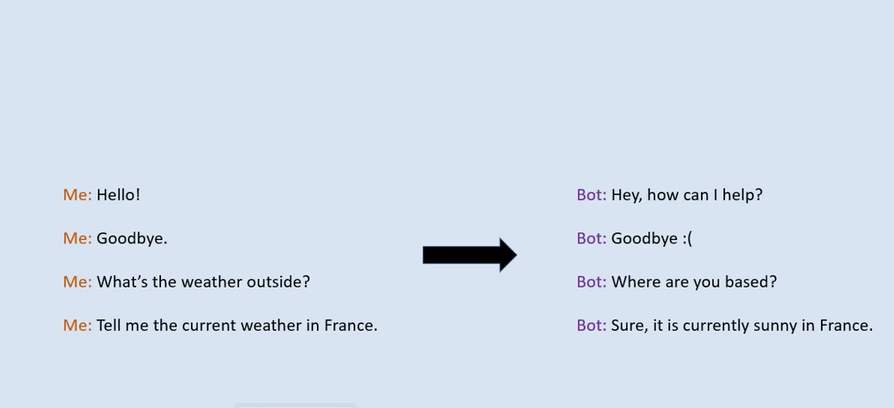 Me: Hello!
Me: Goodbye.
Me: What’s the weather outside?
Me: Tell me the current weather in France.
Bot: Hey, how can I help?
Bot: Goodbye :(
Bot: Where are you based?
Bot: Sure, it is currently sunny in France.